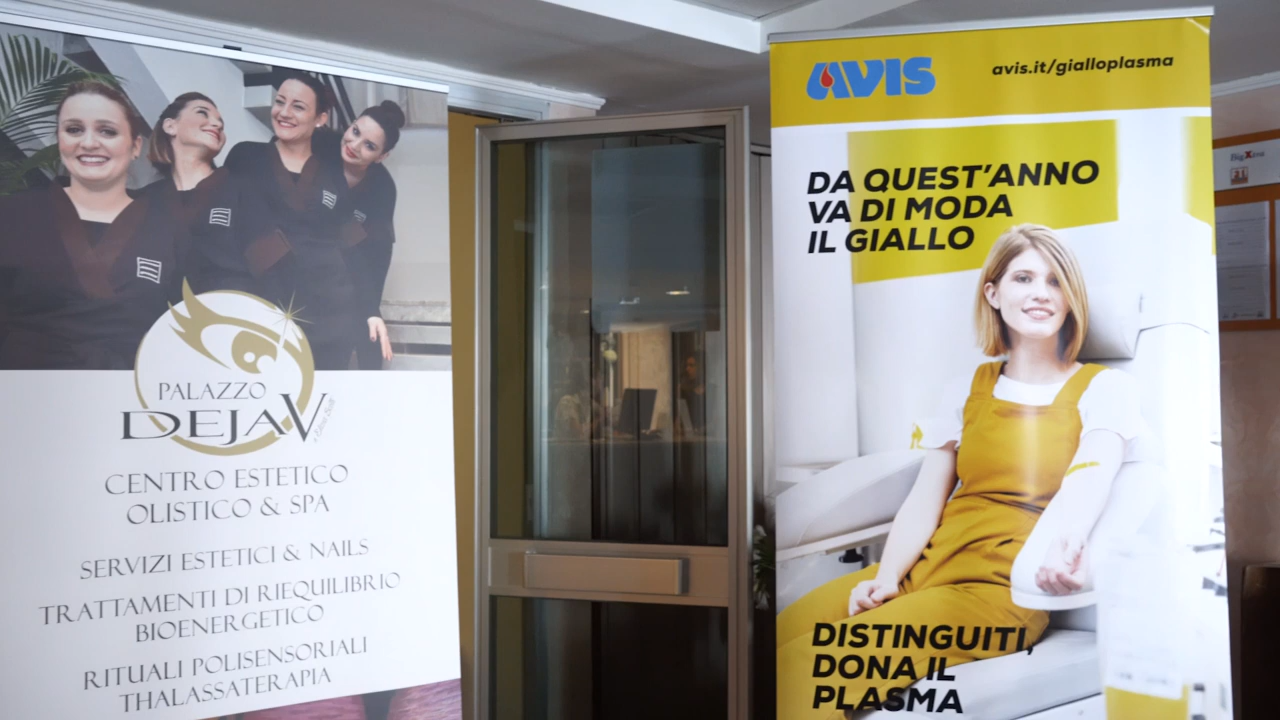 PALAZZO
DEJAV
CENTRO ESTETICO
OLISTICO & SPA
SERVIZI ESTETICI & NAILS
TRATTAMENTI DI RIEQUILIBRIO
BIOENERGETICO
RITUALI POLISENSORIALI
THALASSATERAPIA
AVIS
avis.it/gialloplasma
DA QUEST'ANNO
VA DI MODA
IL GIALLO
DISTINGUITI,
DONA IL
PLASMA